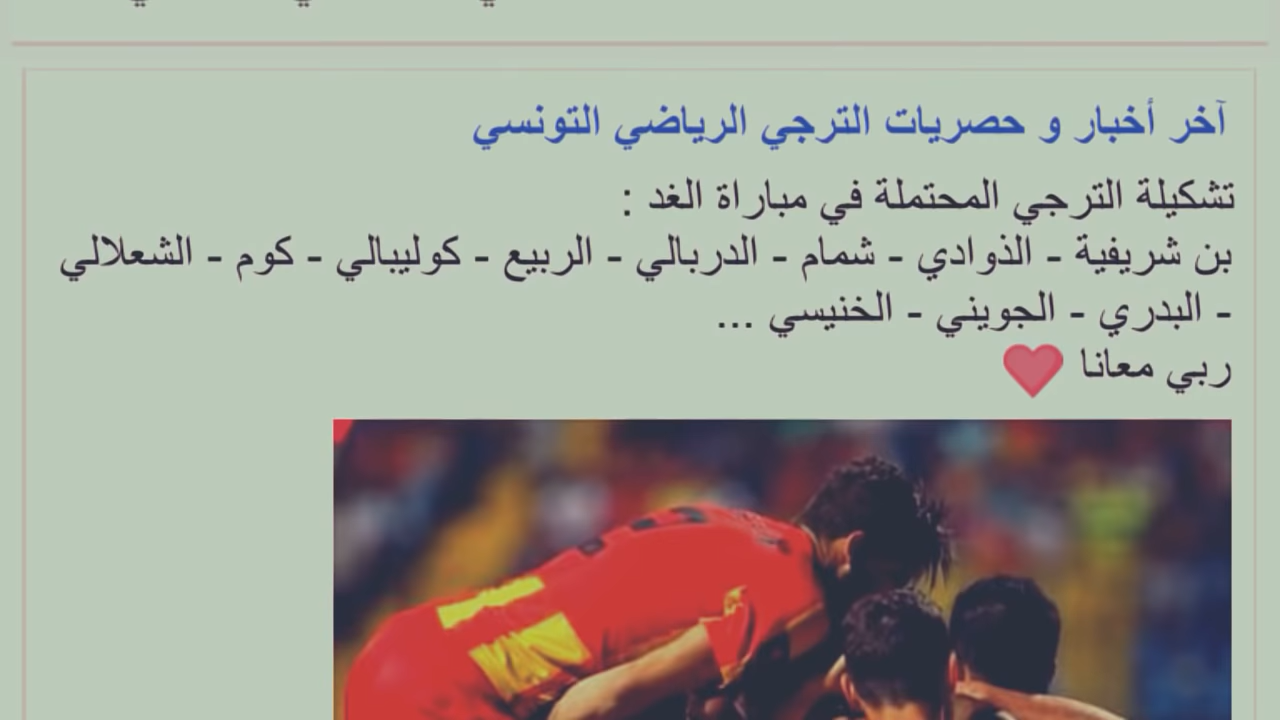 آخر أخبار و حصريات الترجي الرياضي التونسي
تشكيلة الترجي المحتملة في مباراة الغد :
بن شريفية - الذوادي - شمام - الدربالي - الربيع - كوليبالي - كوم - الشعلالي
- البدري - الجويني - الخنيسي ...
ربي معانا ❤